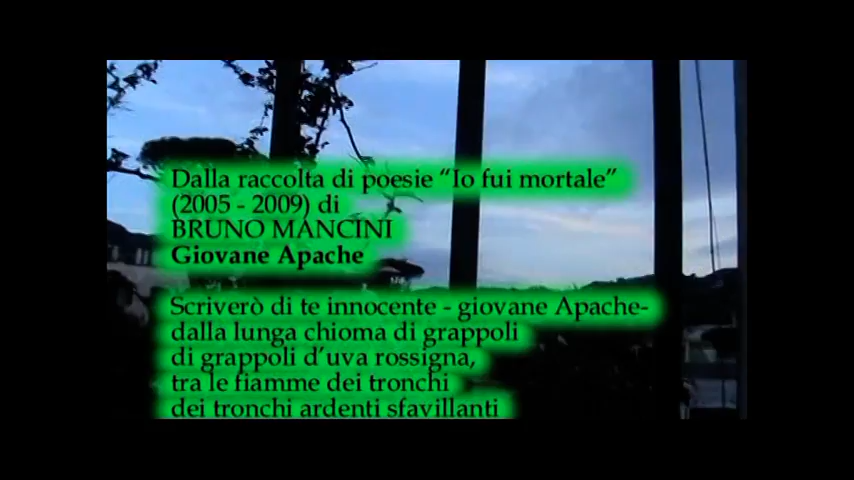 Dalla raccolta di poesie “Io fui mortale”
(2005 - 2009) di
BRUNO MANCINI
Giovane Apache
Scriverò di te innocente - giovane Apache-
dalla lunga chioma di grappoli
di grappoli d’uva rossigna,
tra le fiamme dei tronchi
dei tronchi ardenti sfavillanti